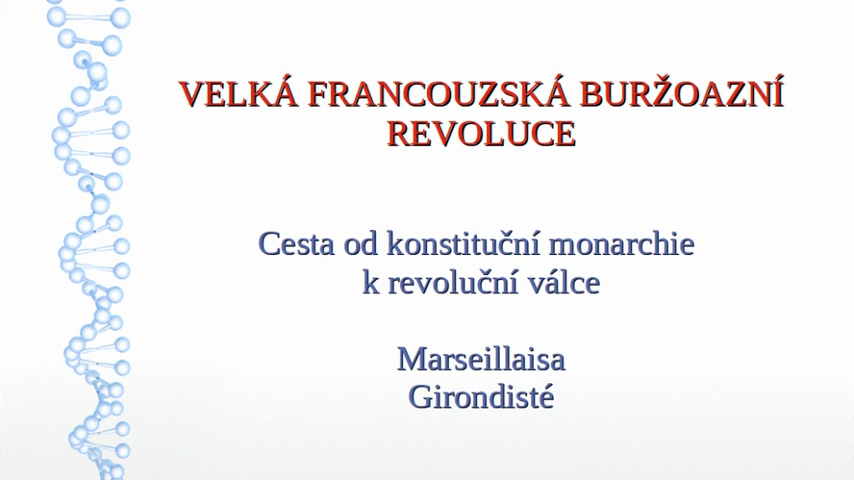 VELKÁ FRANCOUZSKÁ BURŽOAZNÍ
REVOLUCE
Cesta od konstituční monarchie
k revoluční válce
Marseillaisa
Girondisté